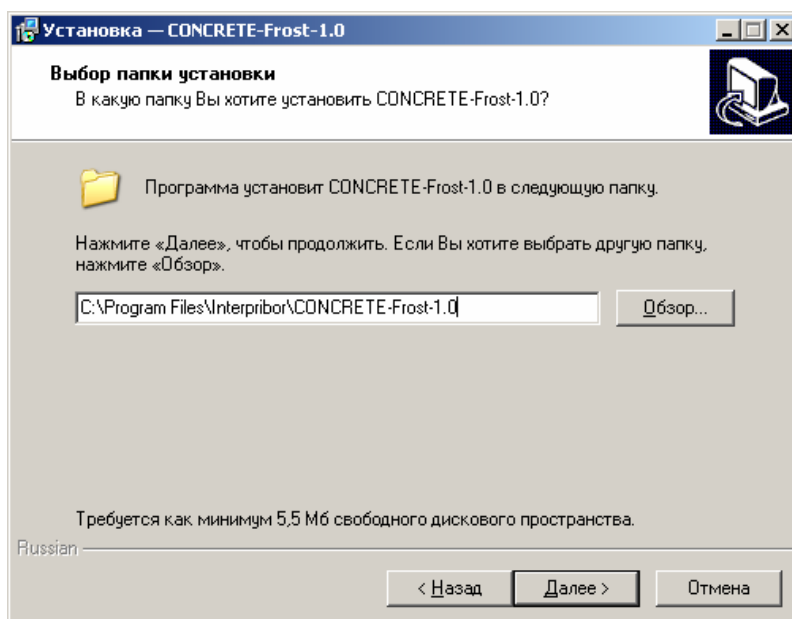 Установка — CONCRETE-Frost-1.0
Выбор папки установки
В какую папку Вы хотите установить CONCRETE-Frost-1.0?
Программа установит CONCRETE-Frost-1.0 в следующую папку.
Нажмите «Далее», чтобы продолжить. Если Вы хотите выбрать другую папку,
нажмите «Обзор».
C:\Program Files\Interpribor\CONCRETE-Frost-1.0
Обзор...
Требуется как минимум 5,5 Мб свободного дискового пространства.
Russian
< Назад
Далее >
Отмена